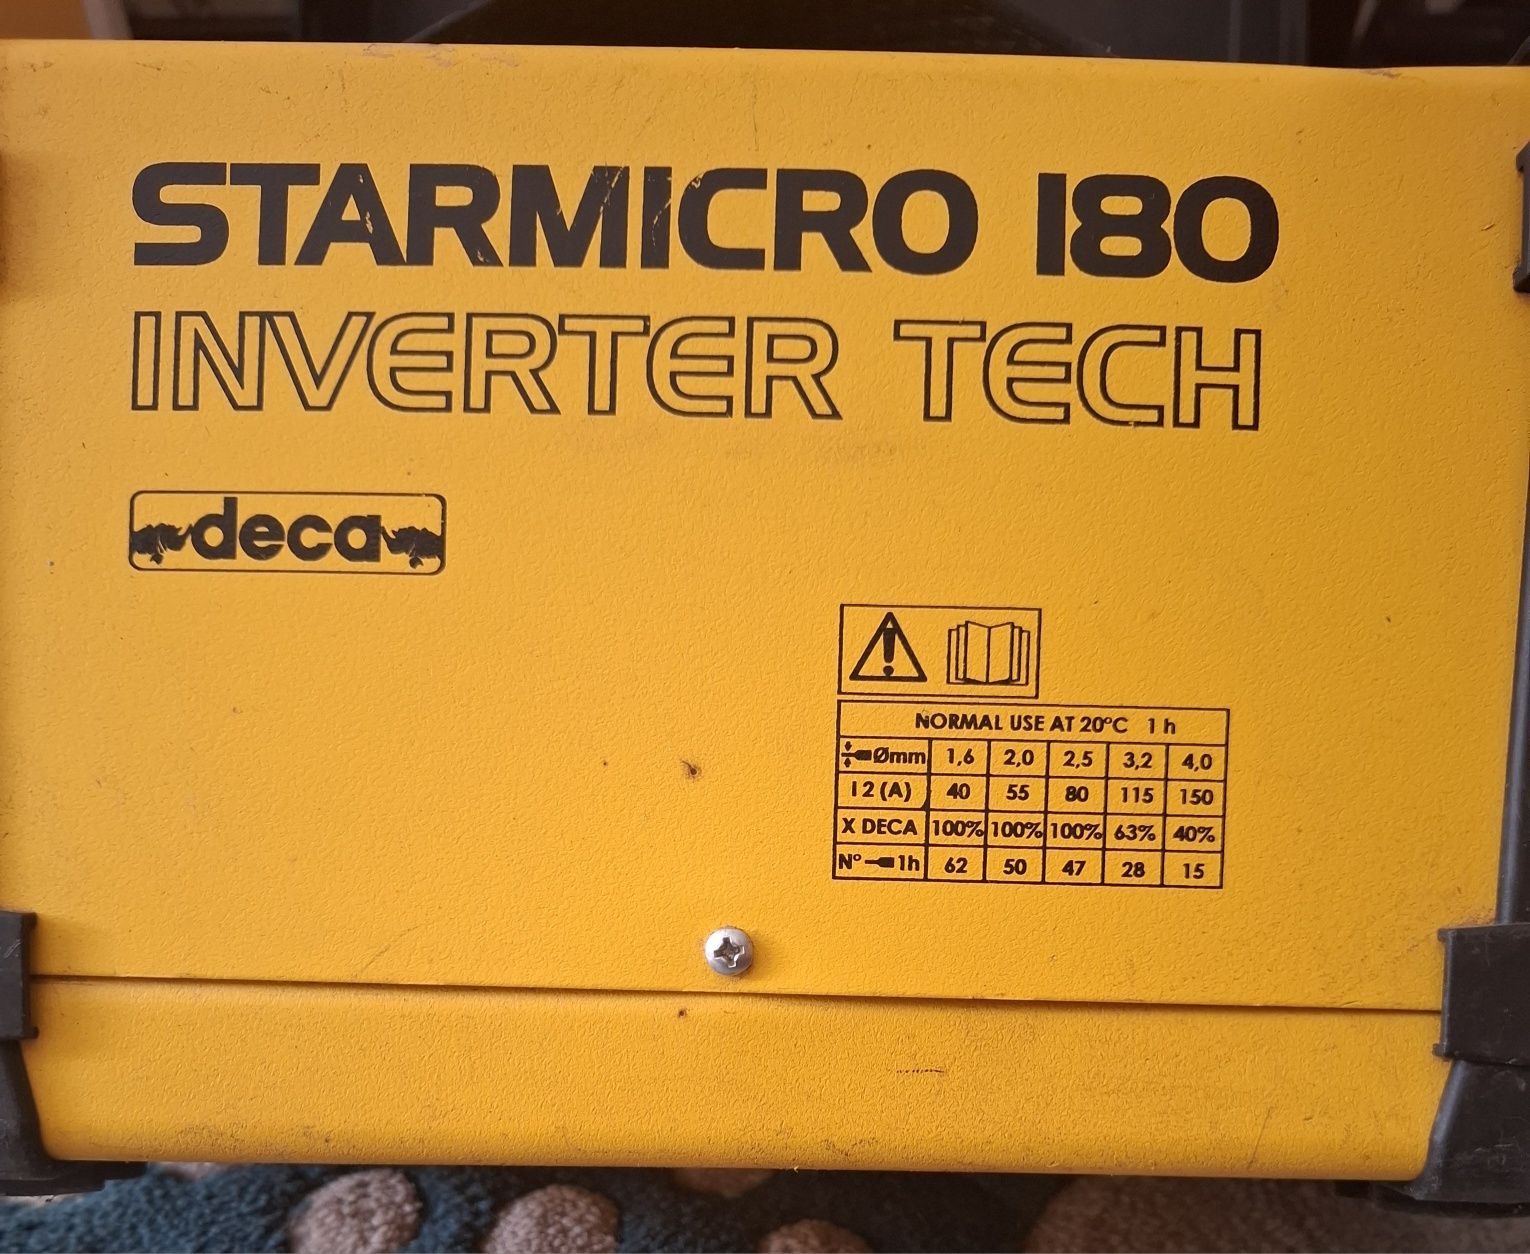 STARMICRO 180
INVERTER TECH
deca
NORMAL USE AT 20°C 1 h
Ømm 1,6 2,0 2,5 3,2 4,0
I 2 (A) 40 55 80 115 150
X DECA 100% 100% 100% 63% 40%
N° 1h 62 50 47 28 15